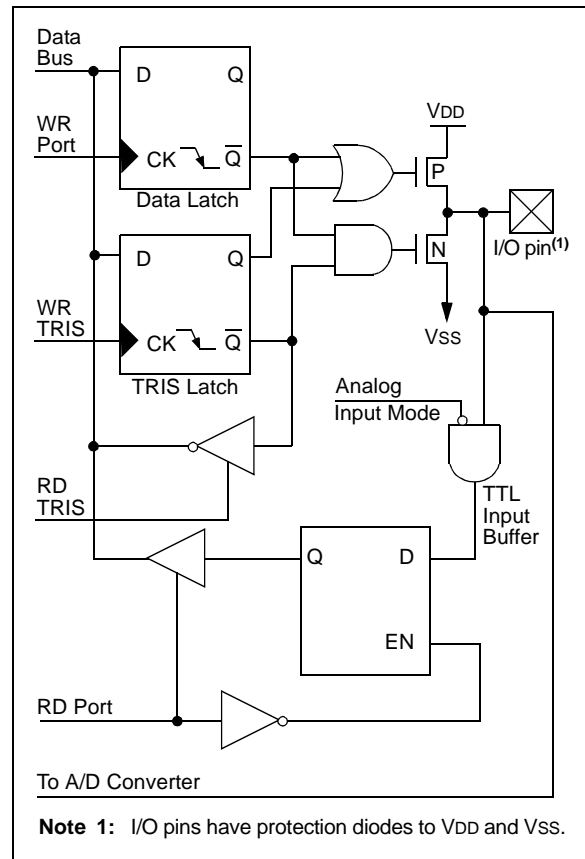 Data
Bus
D Q
WR
Port
CK Q
Data Latch
VDD
P
I/O pin(1)
N
VSS
D Q
WR
TRIS
CK Q
TRIS Latch
Analog
Input Mode
TTL
Input
Buffer
RD
TRIS
Q D
EN
RD Port
To A/D Converter
Note 1: I/O pins have protection diodes to VDD and VSS.